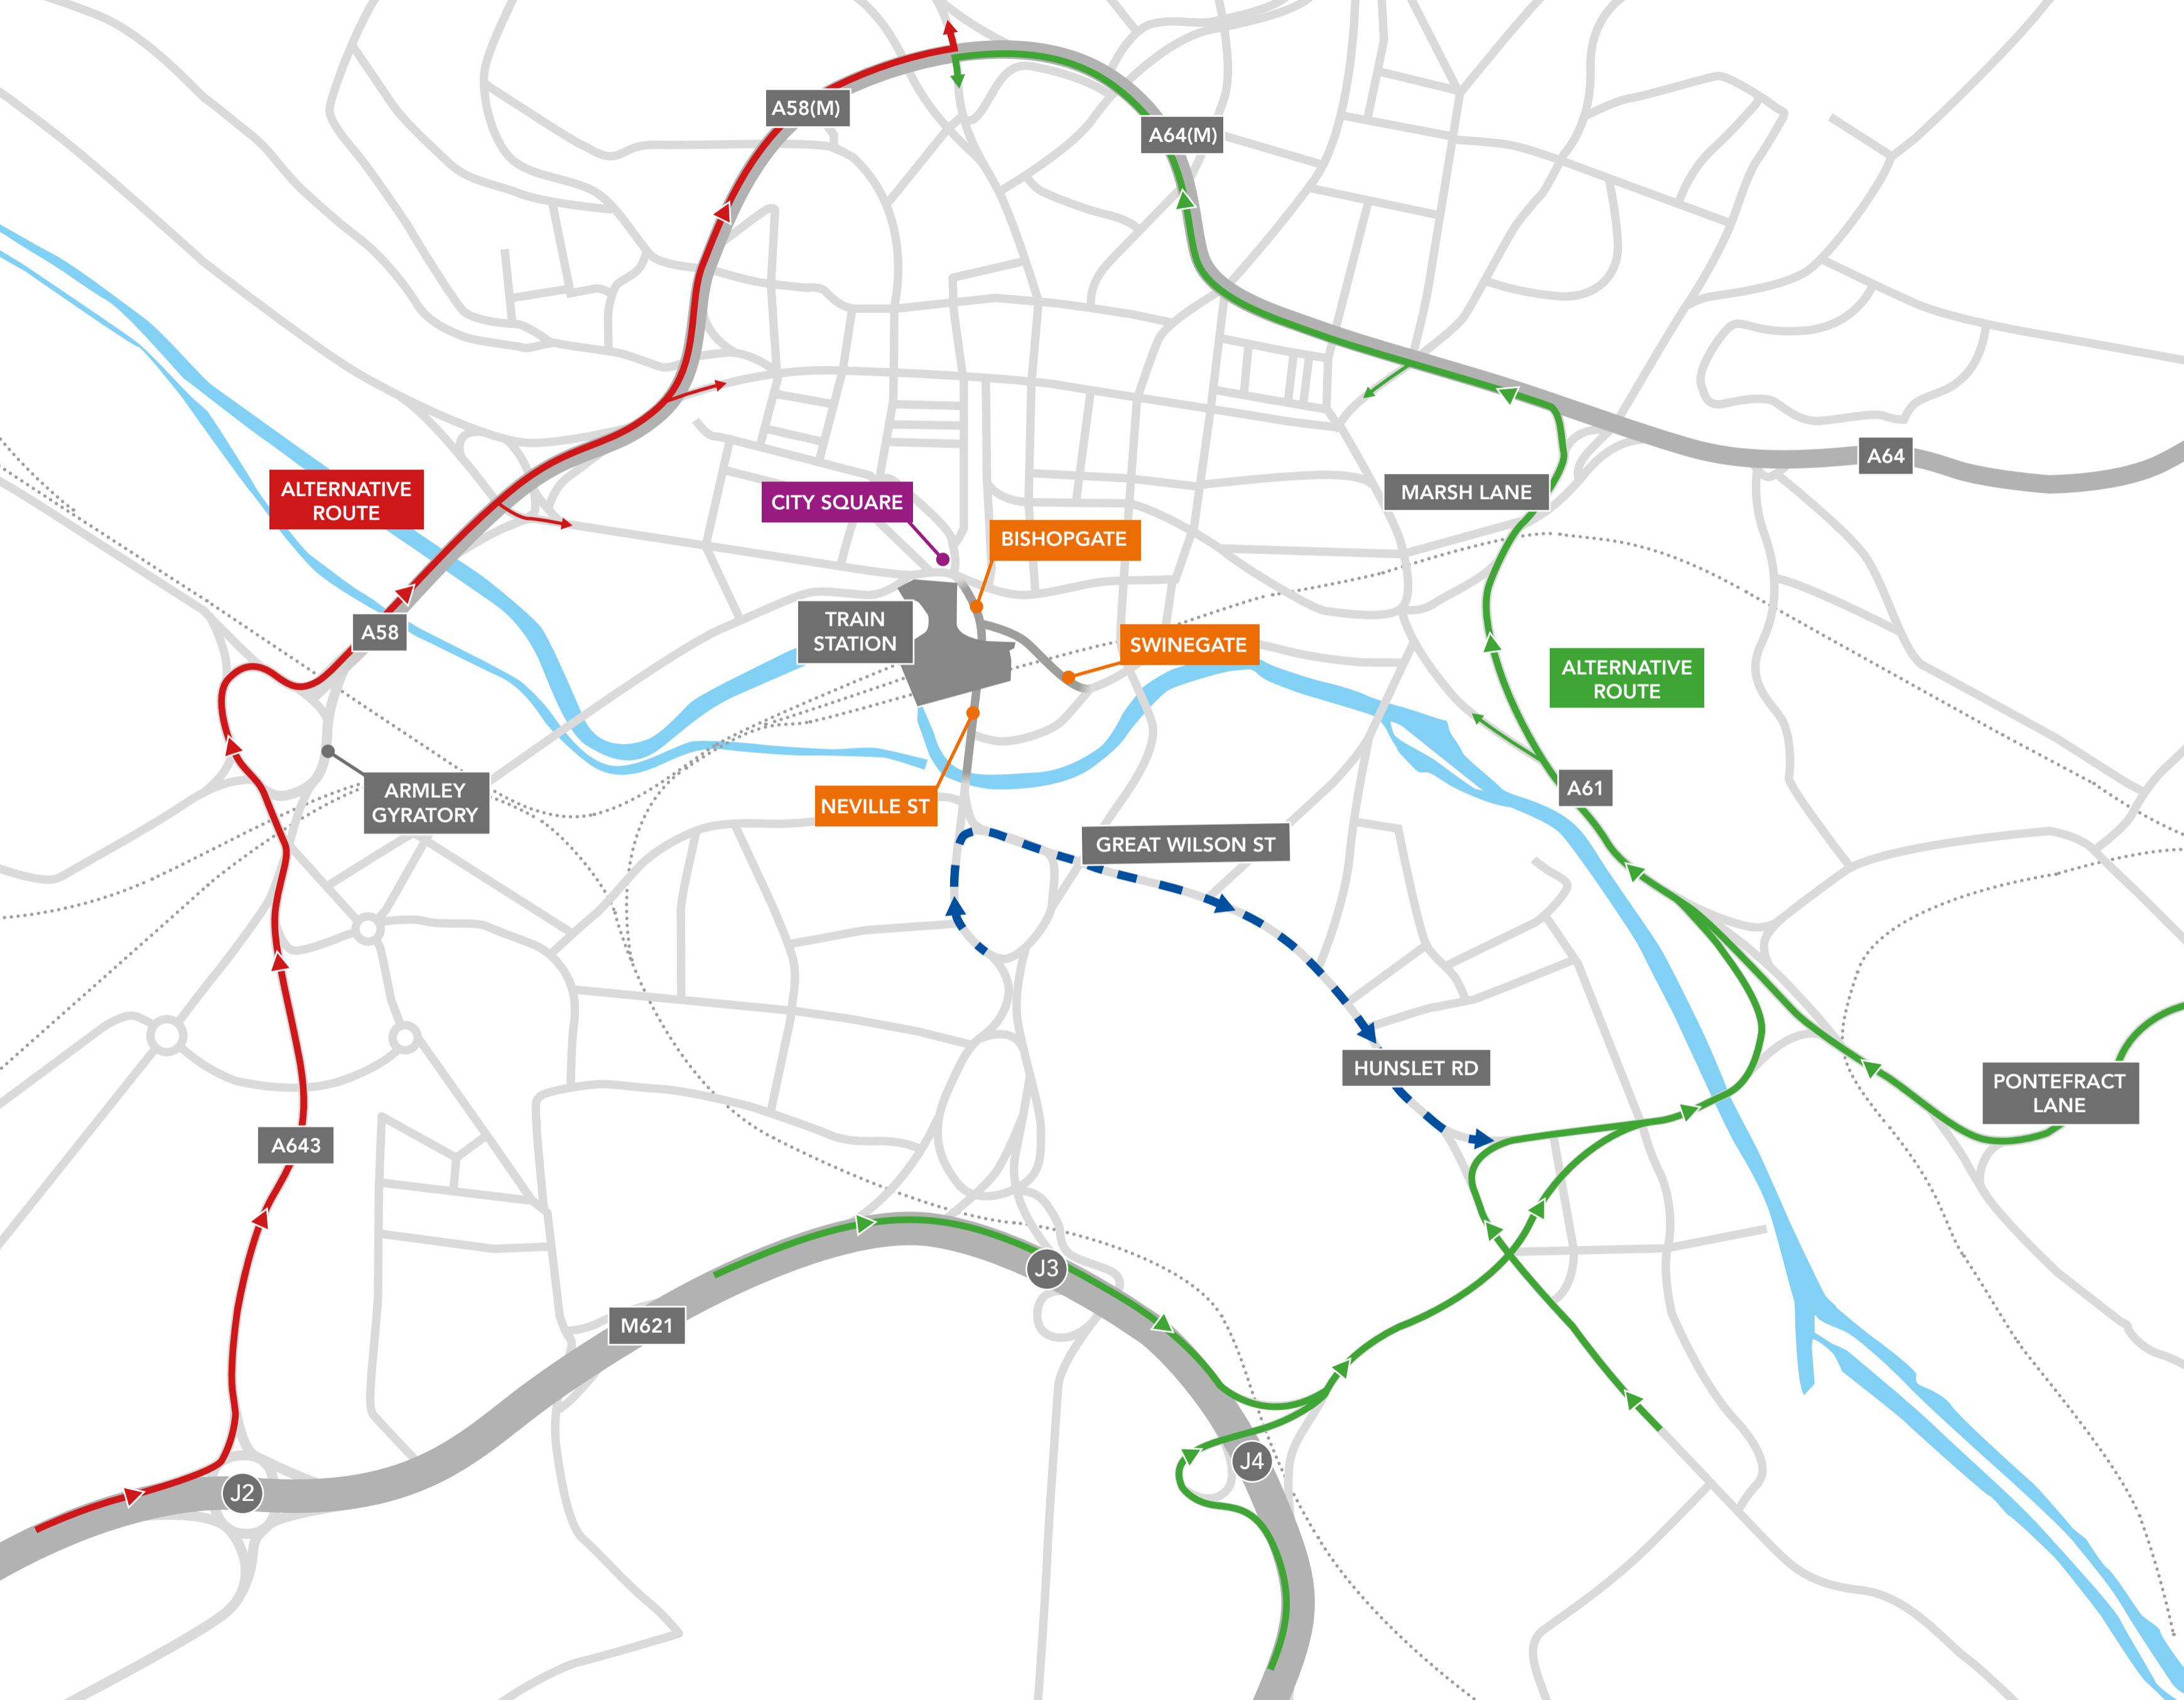 A58(M)
A64(M)
A64
ALTERNATIVE
ROUTE
CITY SQUARE
MARSH LANE
BISHOPGATE
TRAIN
STATION
A58
SWINEGATE
ALTERNATIVE
ROUTE
ARMLEY
GYRATORY
NEVILLE ST
A61
GREAT WILSON ST
HUNSLET RD
PONTEFRACT
LANE
A643
J3
M621
J4
J2